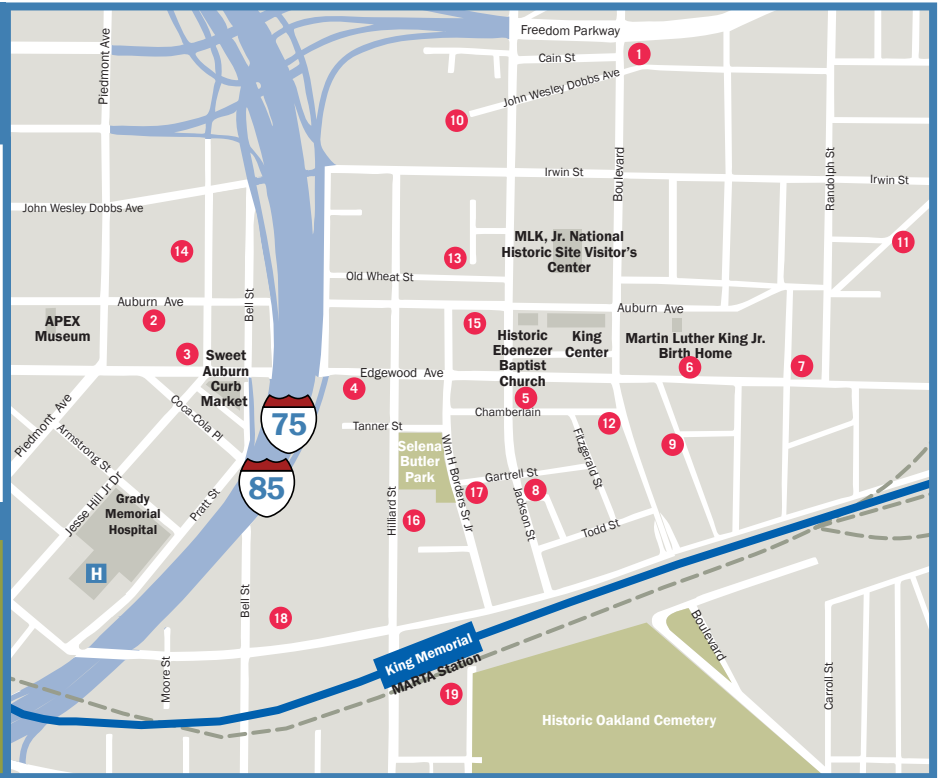 Freedom Parkway
Piedmont Ave
1
Cain St
John Wesley Dobbs Ave
10
Boulevard
Randolph St
Irwin St
Irwin St
John Wesley Dobbs Ave
14
13
MLK, Jr. National
Historic Site Visitor's
Center
11
Old Wheat St
Bell St
Auburn Ave
Auburn Ave
2
APEX
Museum
15
Historic
Ebenezer
Baptist
Church
King
Center
Martin Luther King Jr.
Birth Home
3
Sweet
Auburn
Curb
Market
6
7
Edgewood Ave
4
5
Chamberlain
Coca-Cola Pl
75
Tanner St
12
Piedmont Ave
Armstrong St
Selena
Butler
Park
Wm H Borders Sr Jr
Fitzgerald St
9
85
Gartrell St
17
8
Jesse Hill Jr Dr
Grady
Memorial
Hospital
Pratt St
Hilliard St
16
Jackson St
Todd St
H
Bell St
18
King Memorial
MARTA Station
Boulevard
Moore St
19
Carroll St
Historic Oakland Cemetery